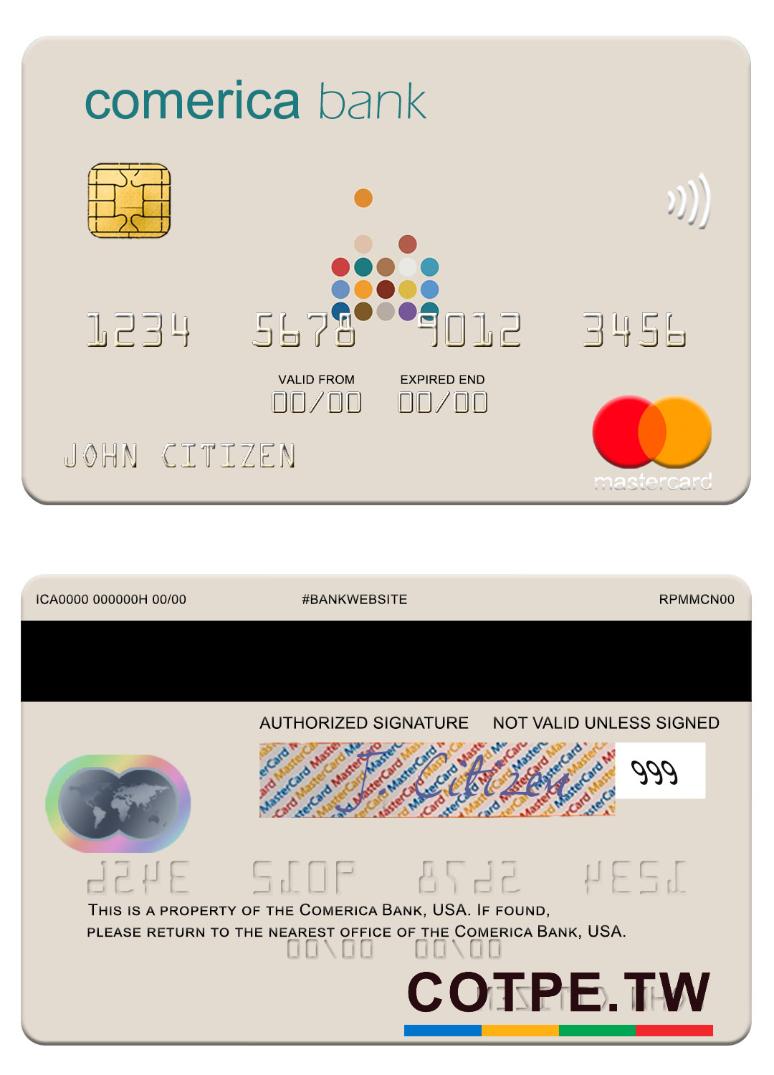 comerica bank
1234 5678 9012 3456
VALID FROM EXPIRED END
00/00 00/00
JOHN CITIZEN
mastercard
ICA0000 000000H 00/00 #BANKWEBSITE RPMMCN00
AUTHORIZED SIGNATURE NOT VALID UNLESS SIGNED
J Citizen 999
THIS IS A PROPERTY OF THE COMERICA BANK, USA. IF FOUND,
PLEASE RETURN TO THE NEAREST OFFICE OF THE COMERICA BANK, USA.
COTPE.TW